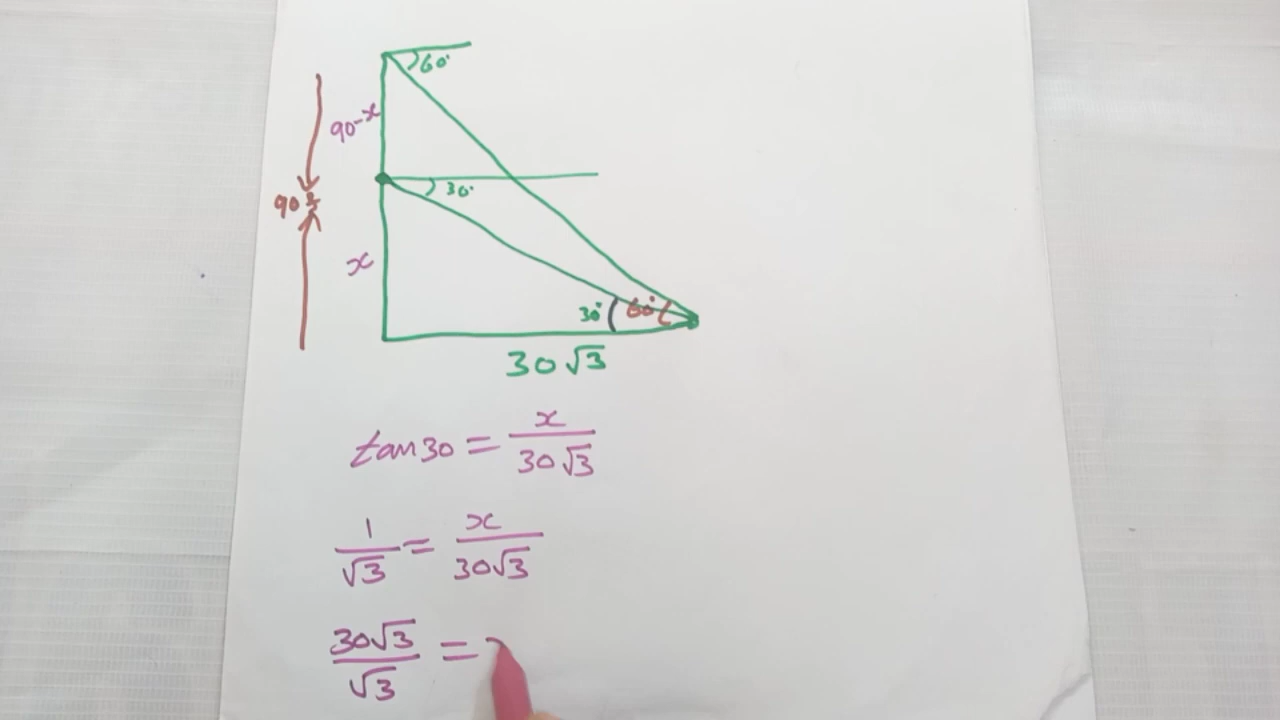 60°
90-x
30°
90
x
30° 60°
30√3
tan30 = x/30√3
1/√3 = x/30√3
30√3/√3 =